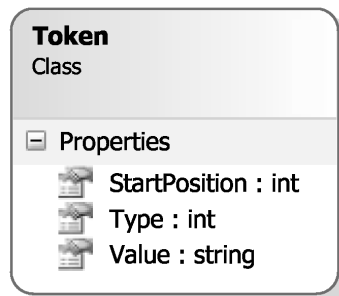 Token
Class
Properties
StartPosition : int
Type : int
Value : string